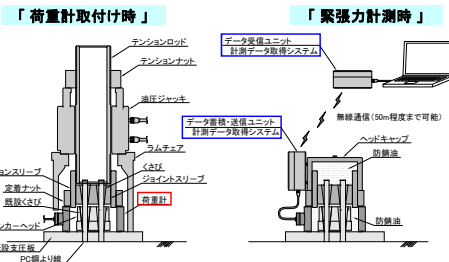 「 荷重計取付け時 」
テンションロッド
テンションナット
油圧ジャッキ
ラムチェア
くさび
ジョイントスリーブ
荷重計
ョンスリーブ
定着ナット
既設くさび
ンカーヘッド
設支圧板
PC鋼より線
「 緊張力計測時 」
データ受信ユニット
計測データ取得システム
無線通信(50m程度まで可能)
データ蓄積・送信ユニット
計測データ取得システム
ヘッドキャップ
防錆油
防錆油